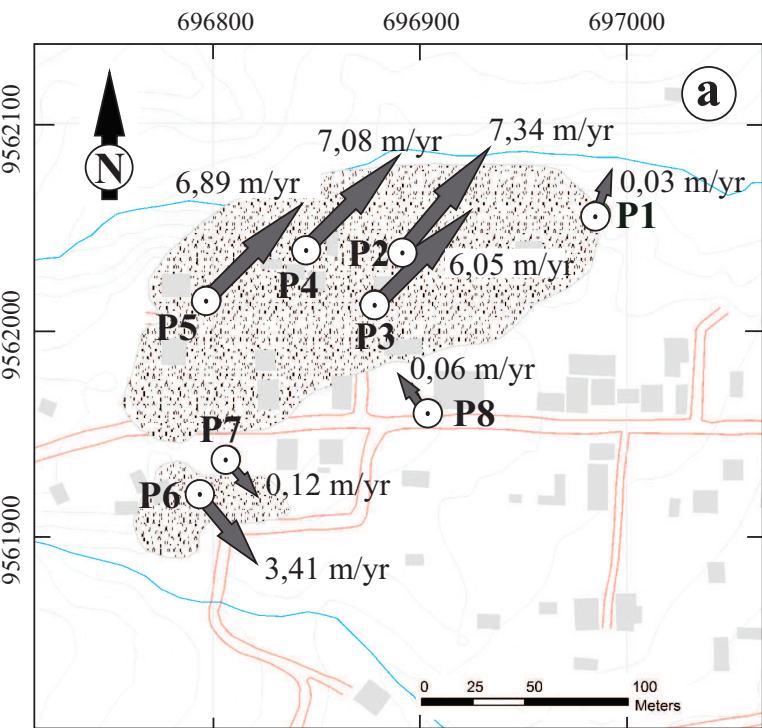 696800 696900 697000
a
N
9562100
9562000
9561900
7,08 m/yr
7,34 m/yr
6,89 m/yr
0,03 m/yr
P1
P2
P4
6,05 m/yr
P5
P3
0,06 m/yr
P8
P7
0,12 m/yr
P6
3,41 m/yr
0 25 50 100
Meters